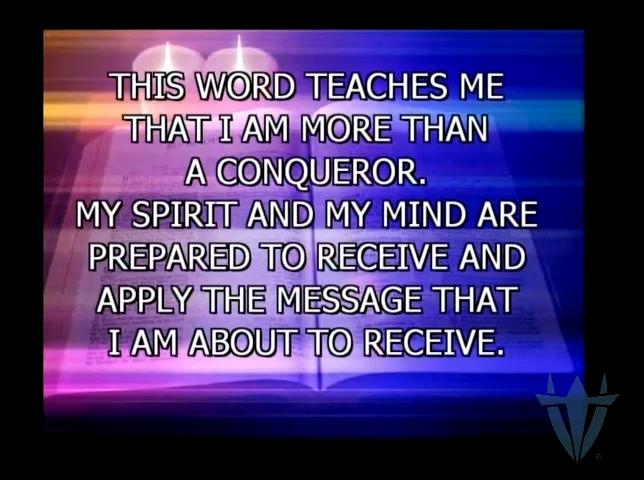 THIS WORD TEACHES ME
THAT I AM MORE THAN
A CONQUEROR.
MY SPIRIT AND MY MIND ARE
PREPARED TO RECEIVE AND
APPLY THE MESSAGE THAT
I AM ABOUT TO RECEIVE.